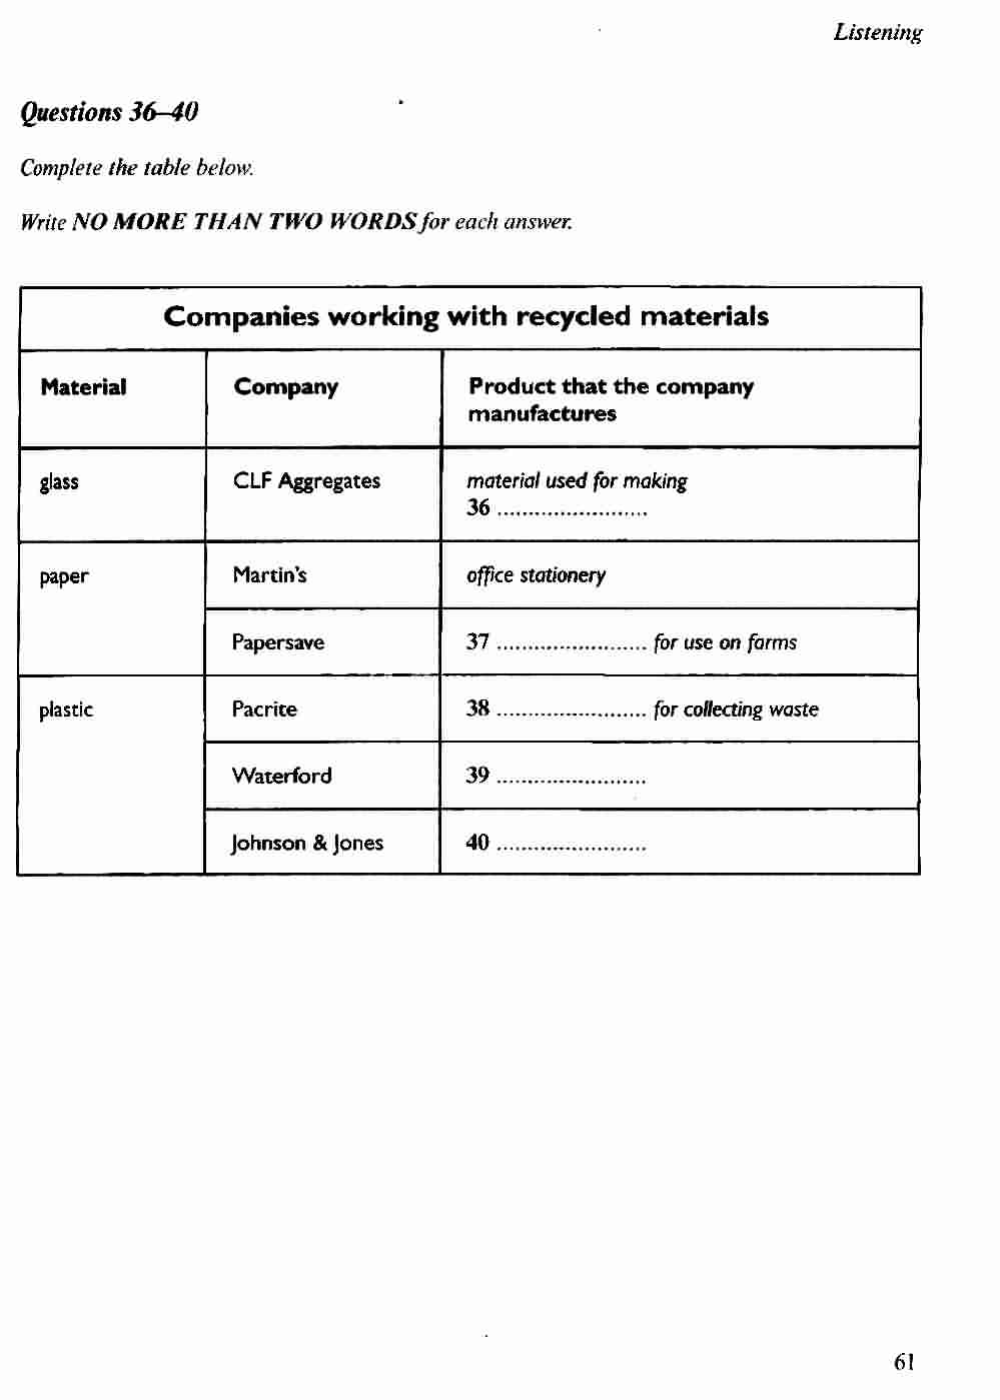 Listening
Questions 36–40
Complete the table below.
Write NO MORE THAN TWO WORDS for each answer.
Companies working with recycled materials
Material Company Product that the company
manufactures
glass CLF Aggregates material used for making
36 ........................
paper Martin's office stationery
Papersave 37 ........................ for use on farms
plastic Pacrite 38 ........................ for collecting waste
Waterford 39 ........................
Johnson & Jones 40 ........................
61